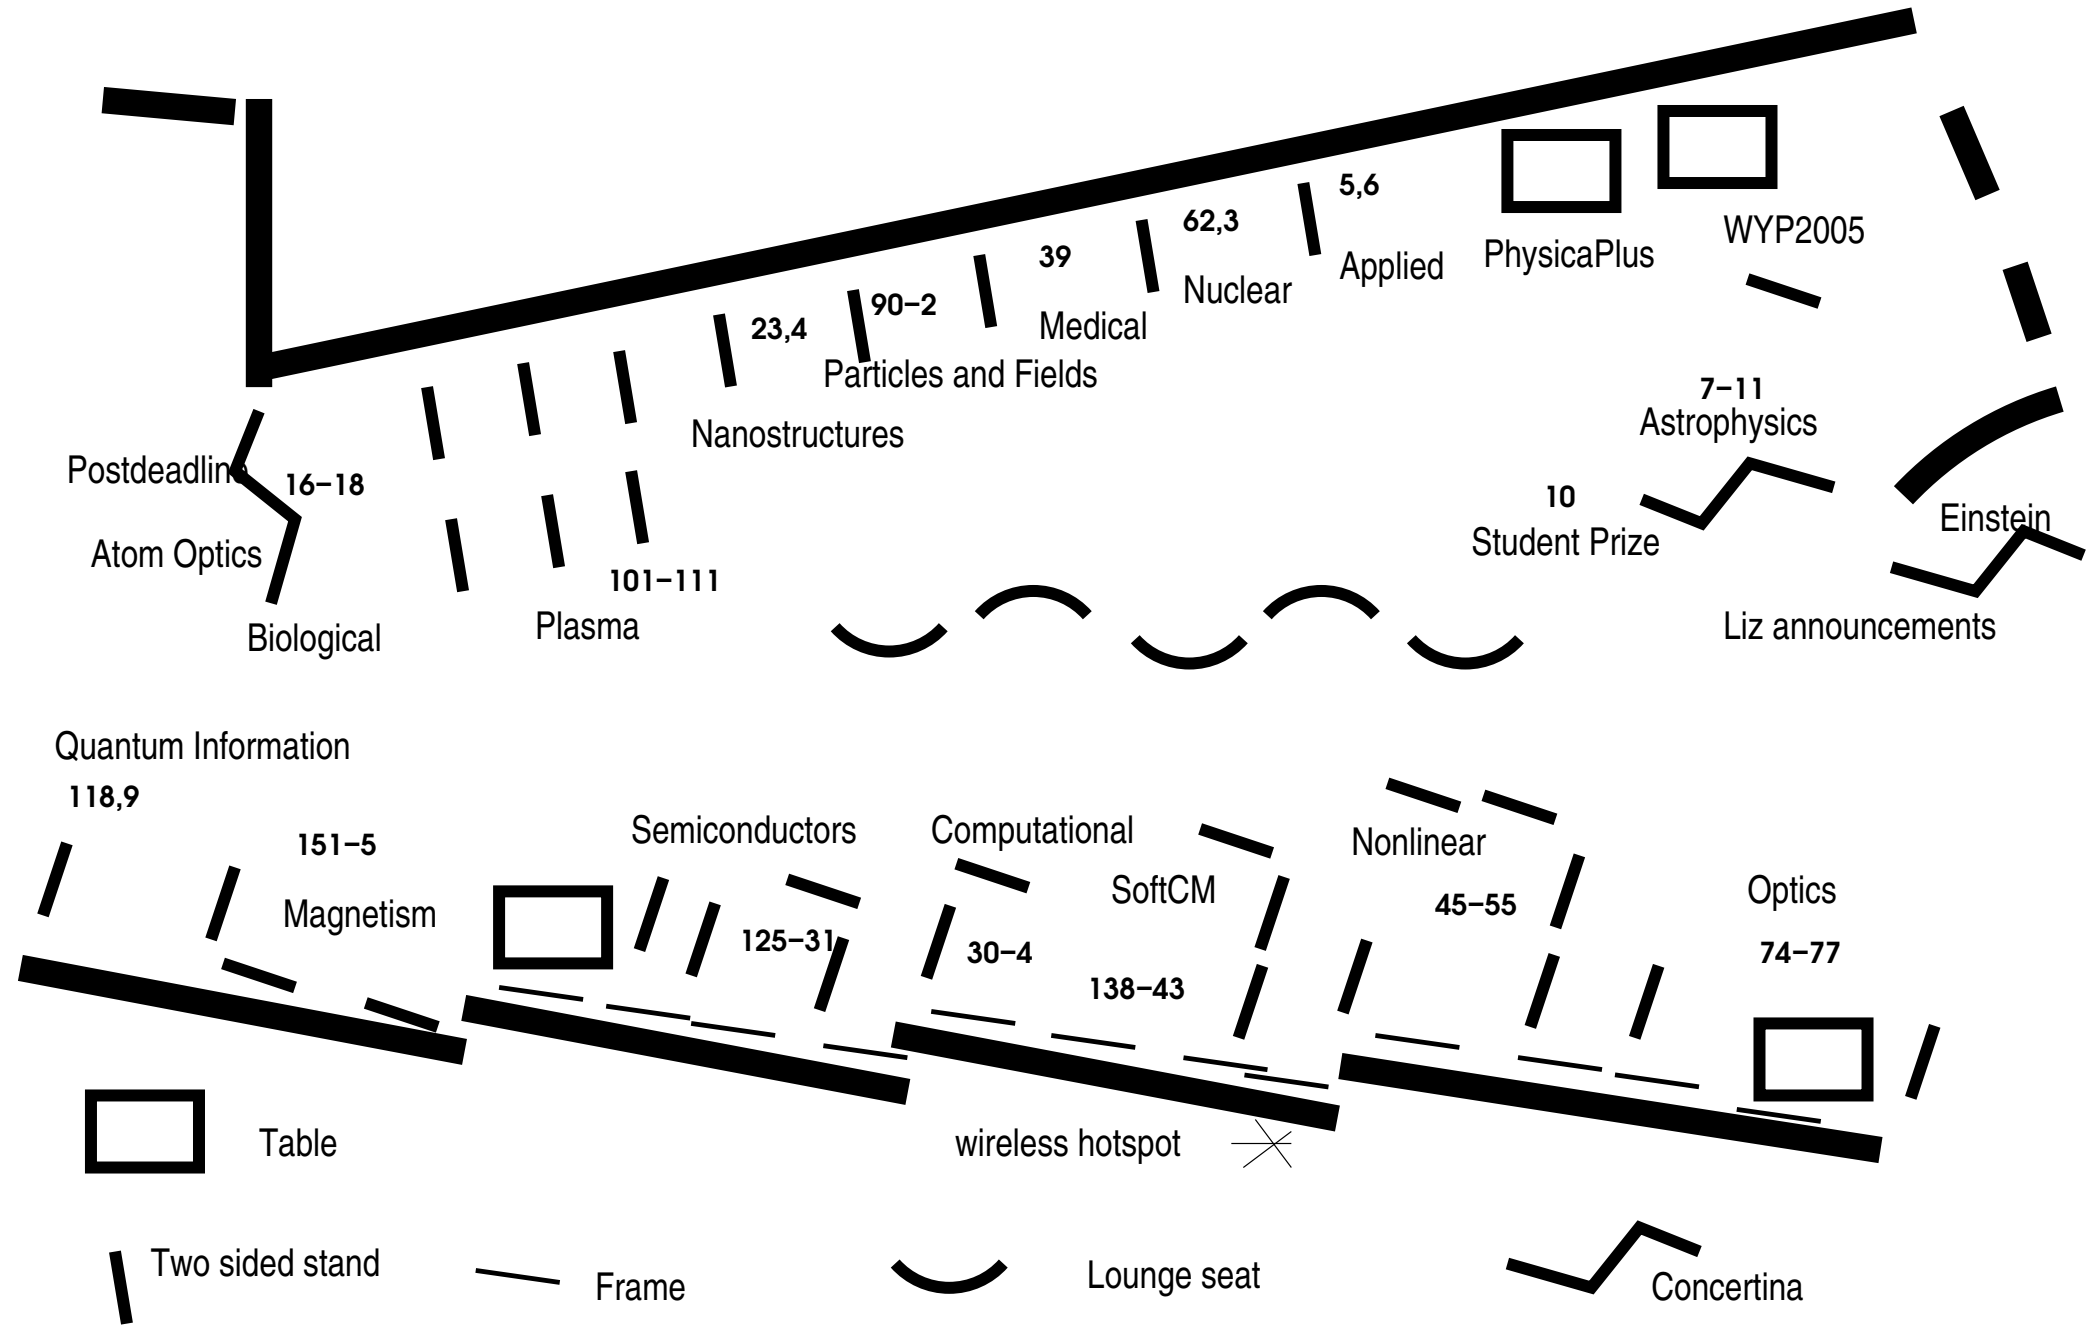 5,6
62,3
WYP2005
PhysicaPlus
39
Applied
Nuclear
90–2
23,4
Medical
Particles and Fields
7–11
Astrophysics
Nanostructures
Postdeadline
16–18
10
Einstein
Student Prize
Atom Optics
101–111
Biological
Plasma
Liz announcements
Quantum Information
118,9
151–5
Semiconductors
Computational
Nonlinear
SoftCM
Optics
Magnetism
45–55
125–31
30–4
74–77
138–43
Table
wireless hotspot
Two sided stand
Frame
Lounge seat
Concertina